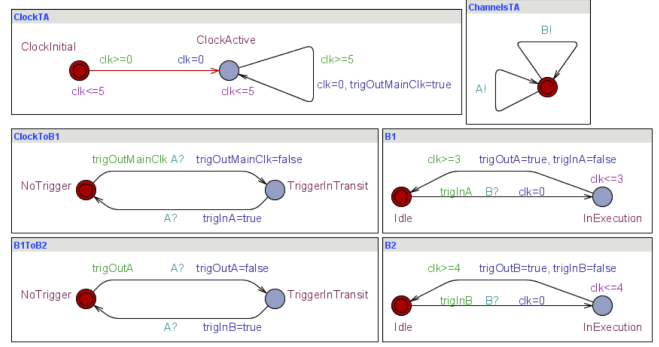 ClockTA
ClockInitial
clk>=0
clk=0
ClockActive
clk>=5
clk=0, trigOutMainClk=true
clk<=5
clk<=5
ChannelsTA
B!
A!
ClockToB1
trigOutMainClk A? trigOutMainClk=false
NoTrigger
TriggerInTransit
A? trigInA=true
B1
clk>=3 trigOutA=true, trigInA=false
clk<=3
trigInA B? clk=0
Idle
InExecution
B1ToB2
trigOutA A? trigOutA=false
NoTrigger
TriggerInTransit
A? trigInB=true
B2
clk>=4 trigOutB=true, trigInB=false
clk<=4
trigInB B? clk=0
Idle
InExecution